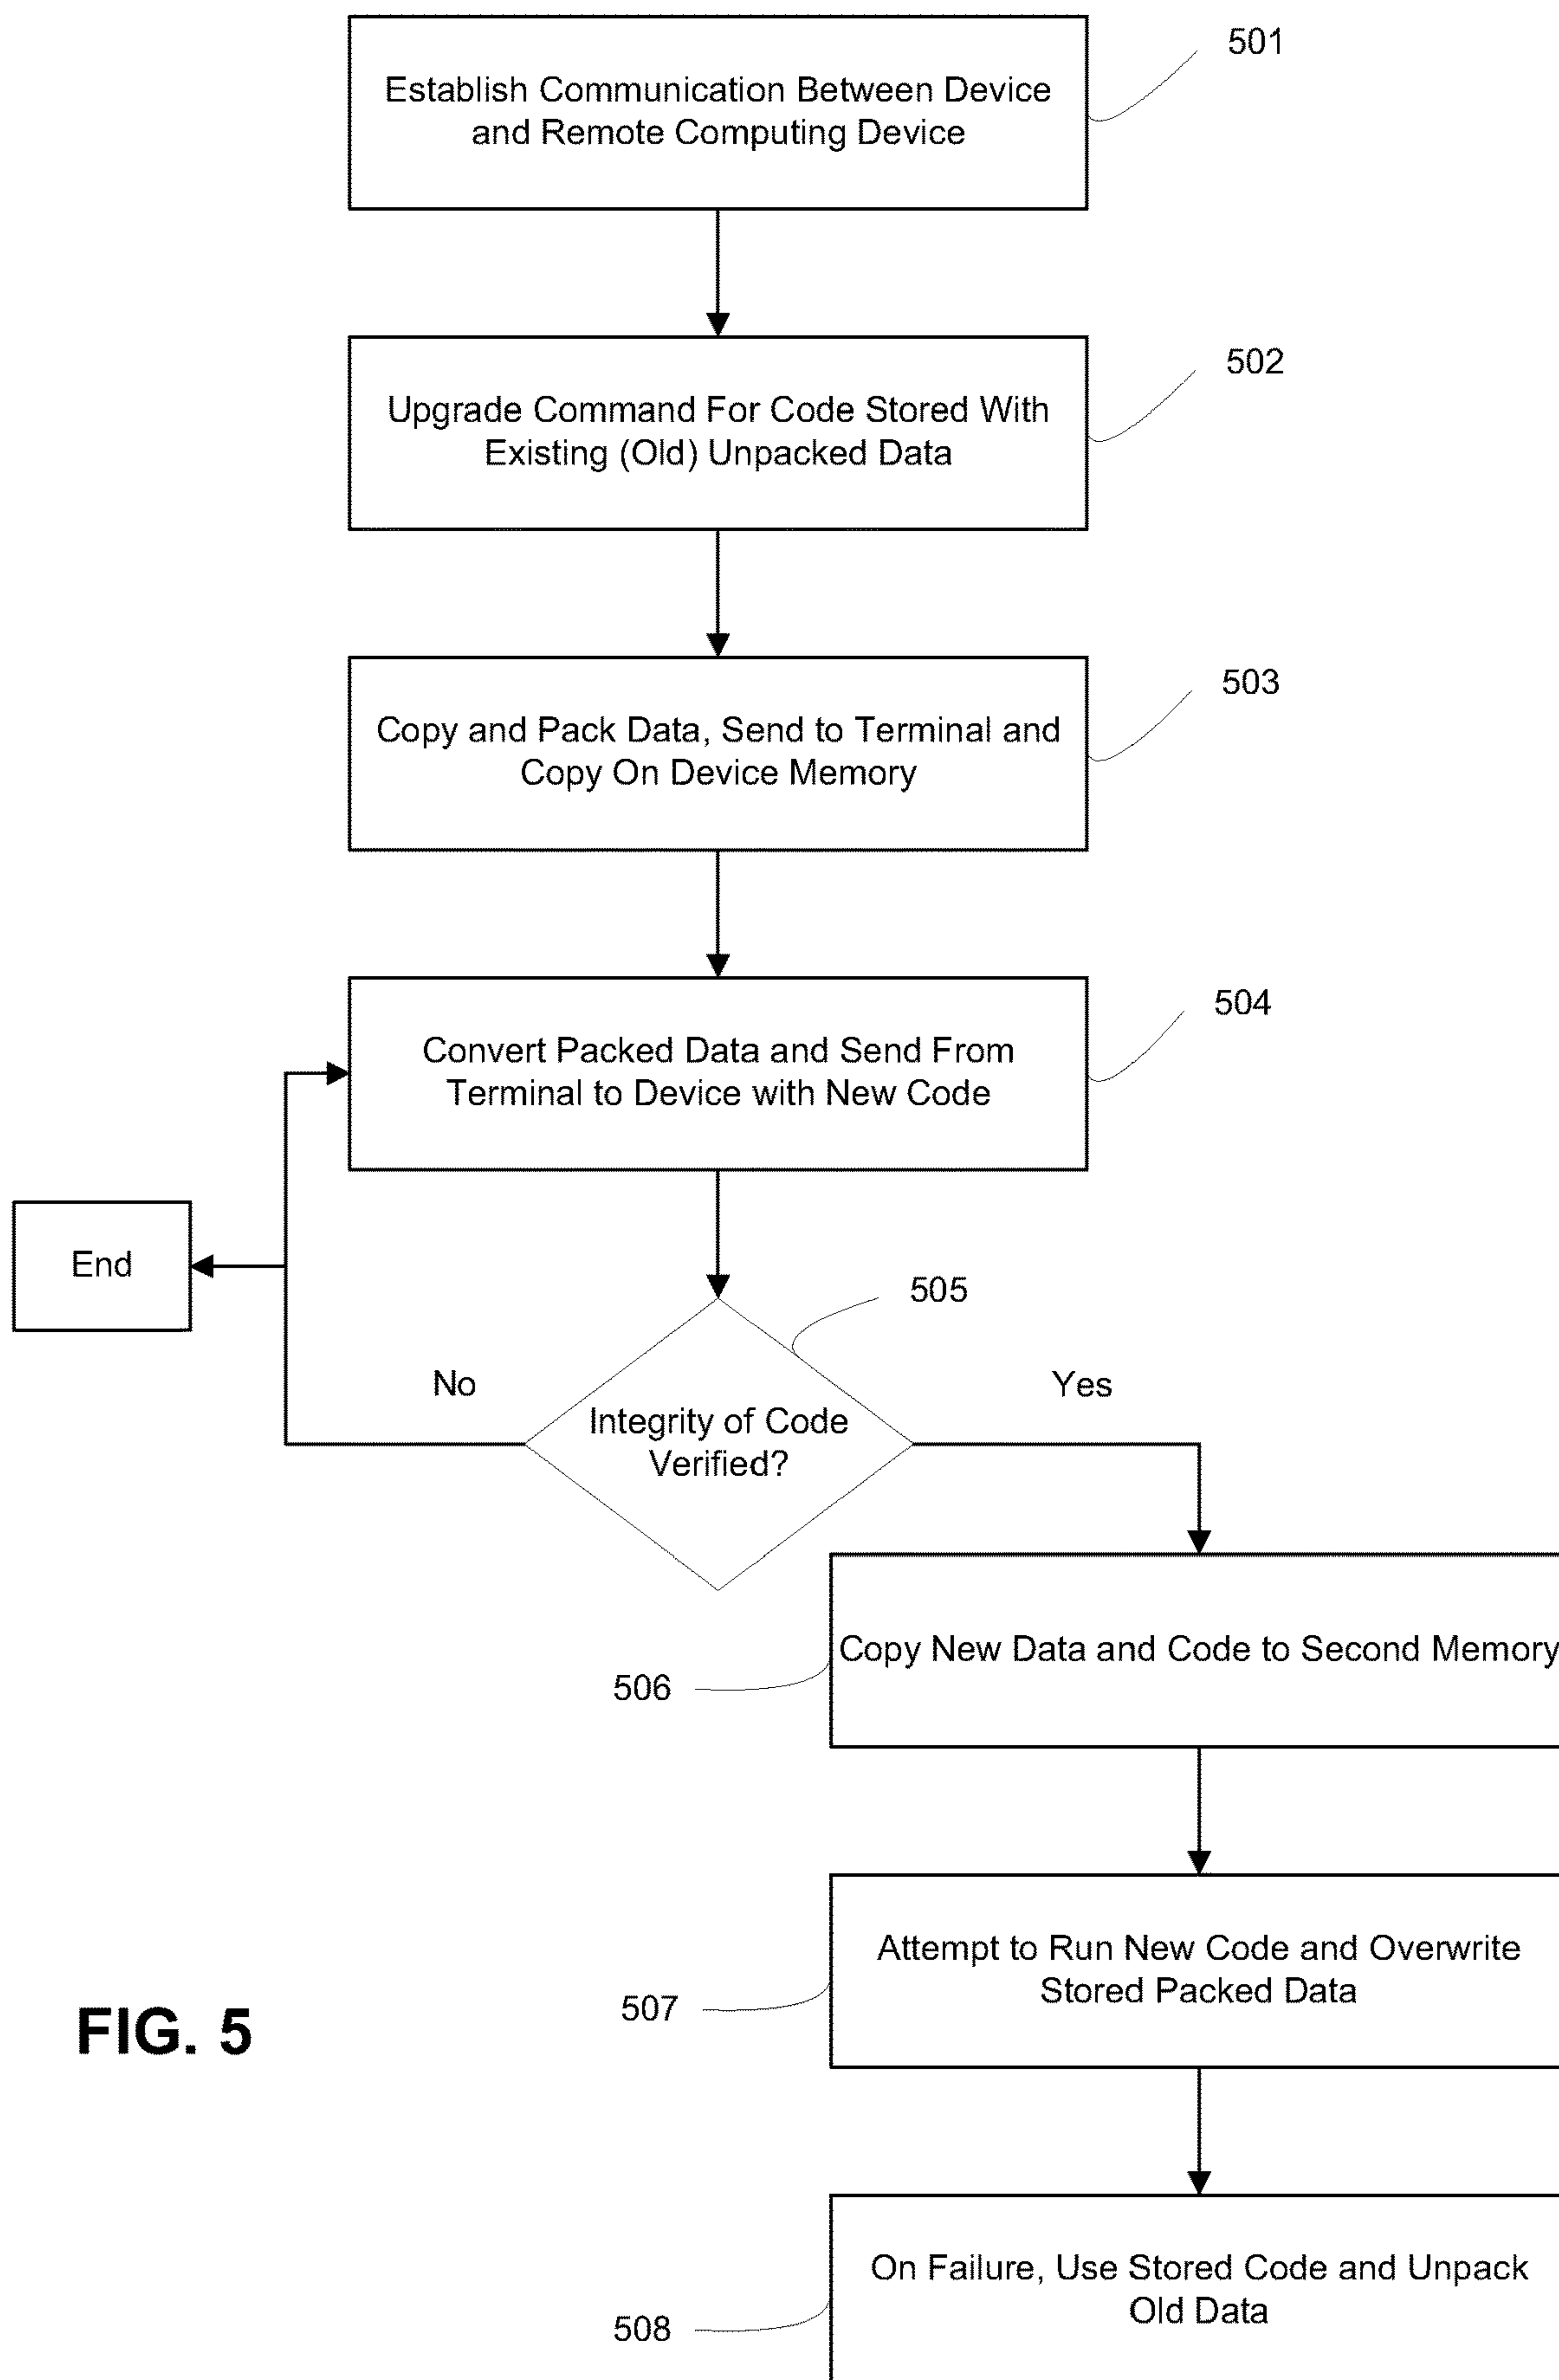 501
Establish Communication Between Device
and Remote Computing Device
502
Upgrade Command For Code Stored With
Existing (Old) Unpacked Data
503
Copy and Pack Data, Send to Terminal and
Copy On Device Memory
504
Convert Packed Data and Send From
Terminal to Device with New Code
End
505
No
Yes
Integrity of Code
Verified?
Copy New Data and Code to Second Memory
506
Attempt to Run New Code and Overwrite
Stored Packed Data
507
FIG. 5
On Failure, Use Stored Code and Unpack
Old Data
508